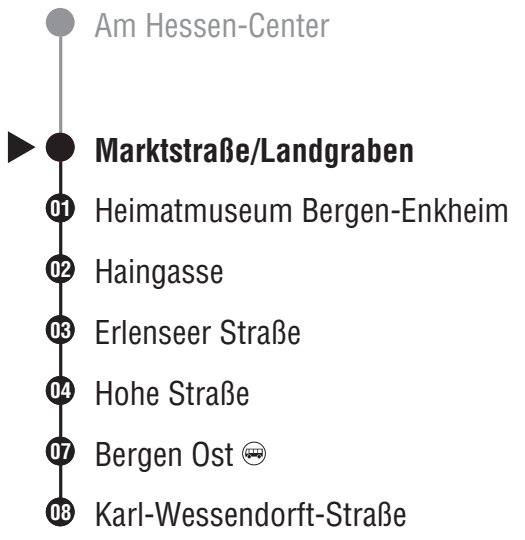 Am Hessen-Center
Marktstraße/Landgraben
01 Heimatmuseum Bergen-Enkheim
02 Haingasse
03 Erlenseer Straße
04 Hohe Straße
07 Bergen Ost
08 Karl-Wessendorft-Straße